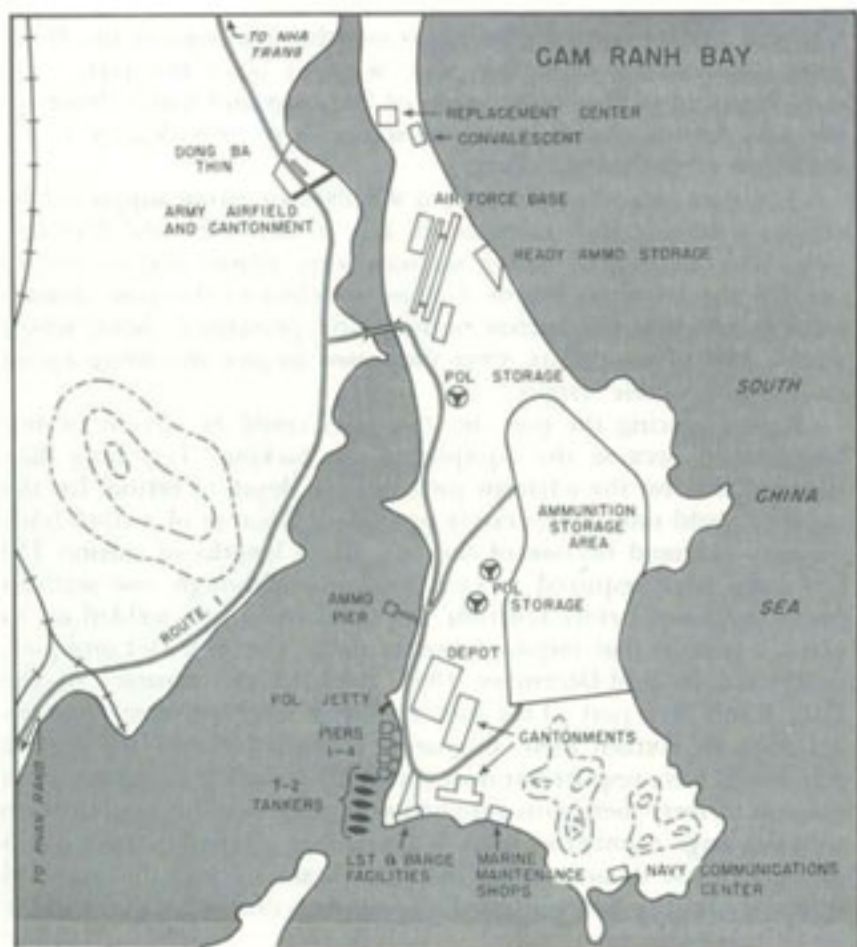 TO NHA
TRANG
CAM RANH BAY
REPLACEMENT CENTER
CONVALESCENT
DONG BA
THIN
ARMY AIRFIELD
AND CANTONMENT
AIR FORCE BASE
READY AMMO STORAGE
POL STORAGE
SOUTH
CHINA
SEA
AMMUNITION
STORAGE
AREA
POL
STORAGE
AMMO
PIER
ROUTE 1
DEPOT
POL JETTY
PIERS
1-4
CANTONMENTS
T-2
TANKERS
TO PHAN RANG
LST & BARGE
FACILITIES
MARINE
MAINTENANCE
SHOPS
NAVY COMMUNICATIONS
CENTER